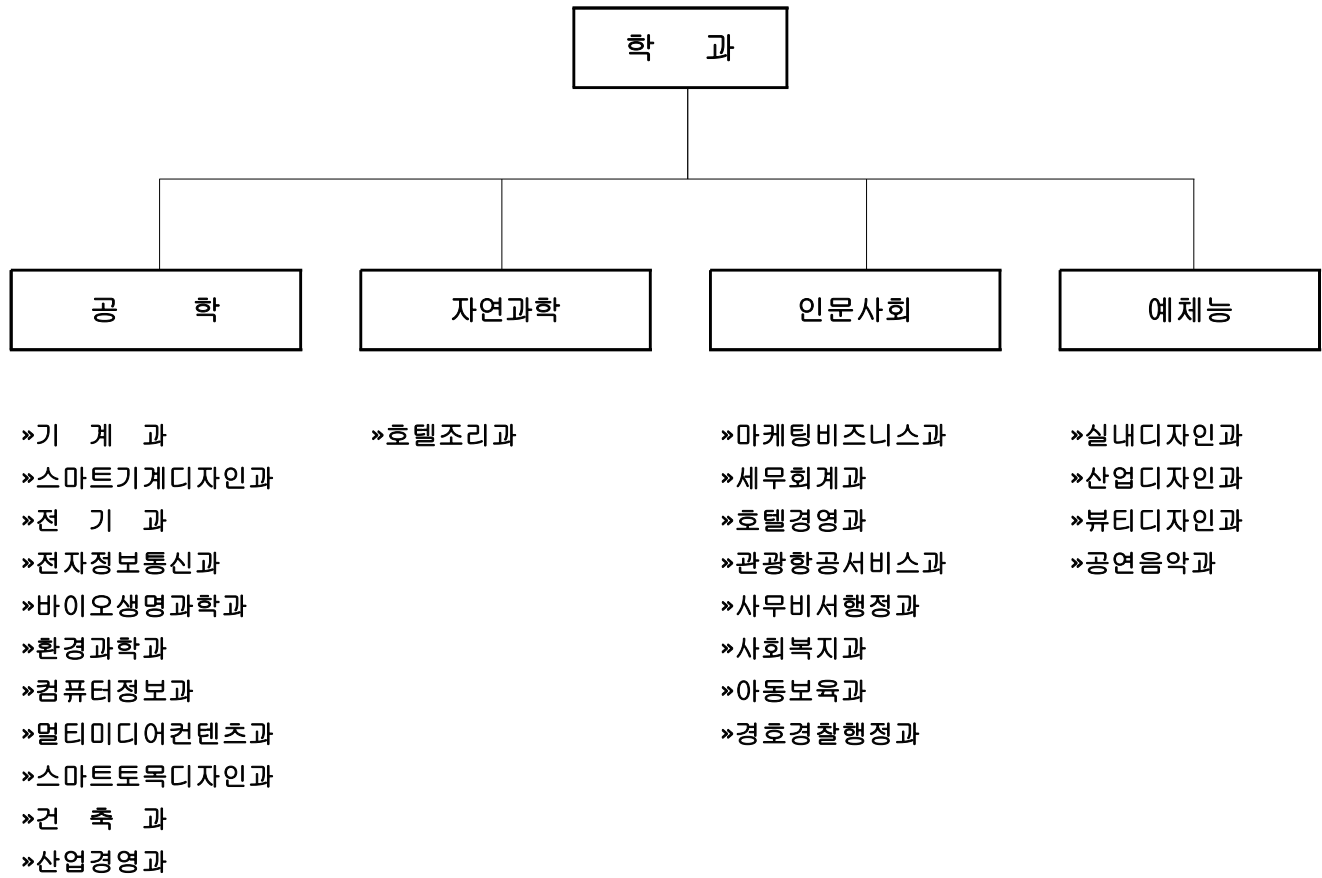 학 과
공 학
자연과학
인문사회
예체능
»기 계 과
»스마트기계디자인과
»전 기 과
»전자정보통신과
»바이오생명과학과
»환경과학과
»컴퓨터정보과
»멀티미디어컨텐츠과
»스마트토목디자인과
»건 축 과
»산업경영과
»호텔조리과
»마케팅비즈니스과
»세무회계과
»호텔경영과
»관광항공서비스과
»사무비서행정과
»사회복지과
»아동보육과
»경호경찰행정과
»실내디자인과
»산업디자인과
»뷰티디자인과
»공연음악과